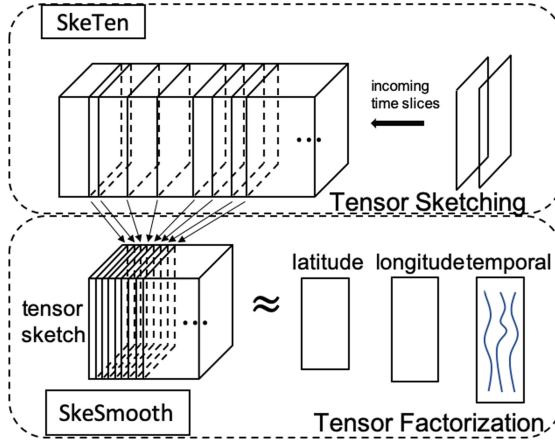 SkeTen
incoming
time slices
Tensor Sketching
latitude longitude temporal
tensor
sketch
≈
SkeSmooth
Tensor Factorization